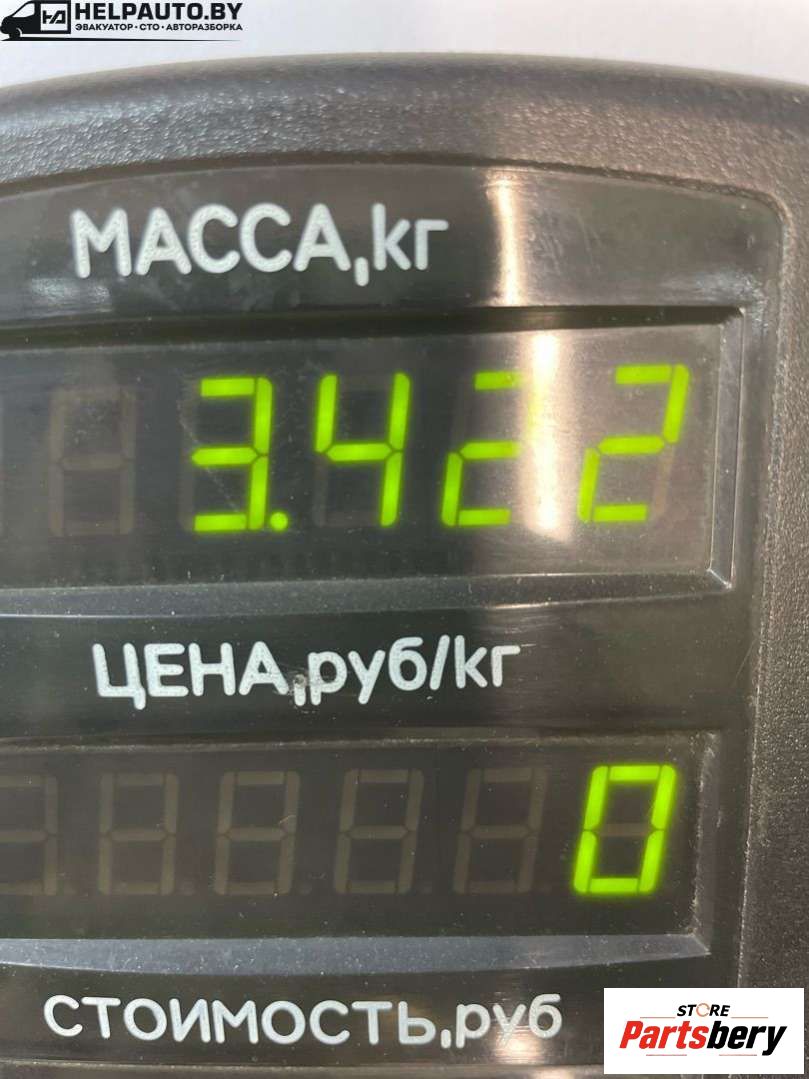 HELPAUTO.BY
ЭВАКУАТОР • СТО • АВТОРАЗБОРКА
МАССА,кг
3.422
ЦЕНА,руб/кг
0
СТОИМОСТЬ,руб
STORE
Partsbery